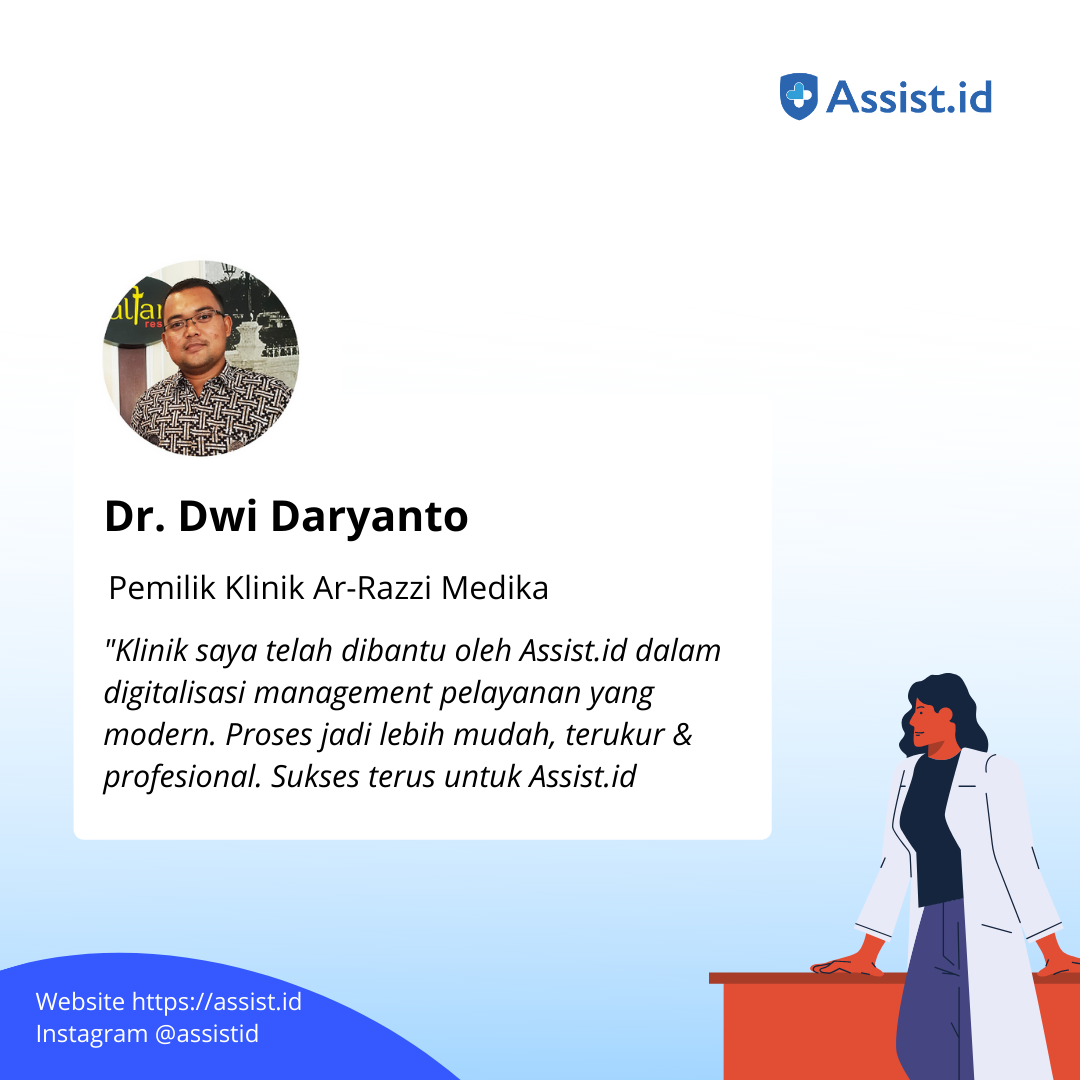 Assist.id
Dr. Dwi Daryanto
Pemilik Klinik Ar-Razzi Medika
"Klinik saya telah dibantu oleh Assist.id dalam
digitalisasi management pelayanan yang
modern. Proses jadi lebih mudah, terukur &
profesional. Sukses terus untuk Assist.id
Website https://assist.id
Instagram @assistid